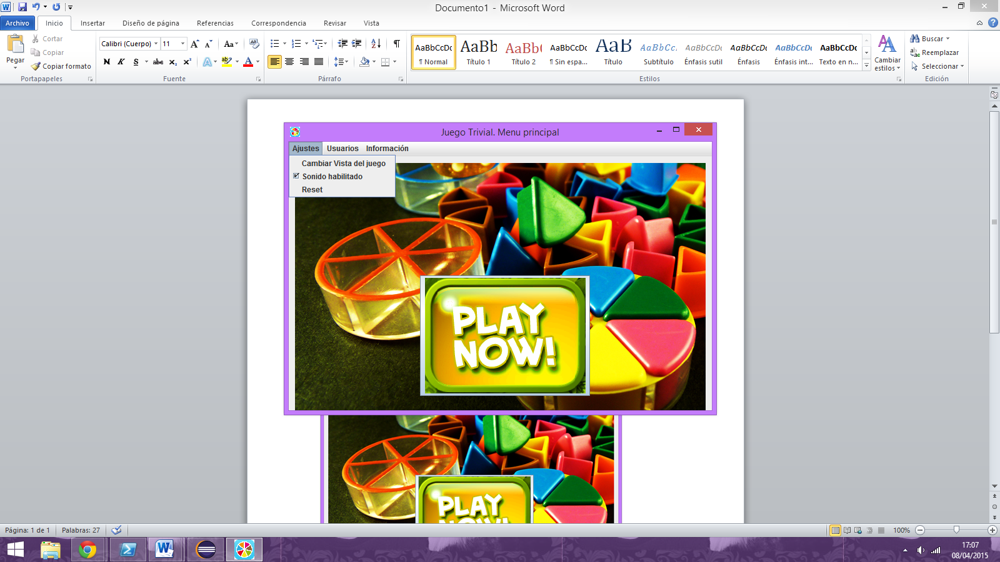 Documento1 - Microsoft Word
Archivo Inicio Insertar Diseño de página Referencias Correspondencia Revisar Vista
Pegar
Cortar
Copiar
Copiar formato
Portapapeles
Calibri (Cuerpo) 11
Fuente
Párrafo
AaBbCcDc
¶ Normal
AaBb
Título 1
AaBb
Título 2
AaBbCcDc
¶ Sin espa...
AaB
Título
AaBbCc.
Subtítulo
AaBbCcDc
Énfasis sutil
AaBbCcDc
Énfasis
AaBbCcDc
Énfasis int...
AaBbCcDc
Texto en n...
Cambiar
estilos
Estilos
Buscar
Reemplazar
Seleccionar
Edición
Juego Trivial. Menu principal
Ajustes Usuarios Información
Cambiar Vista del juego
Sonido habilitado
Reset
PLAY
NOW!
PLAY
NOW!
Página: 1 de 1 Palabras: 27 100%
17:07
08/04/2015